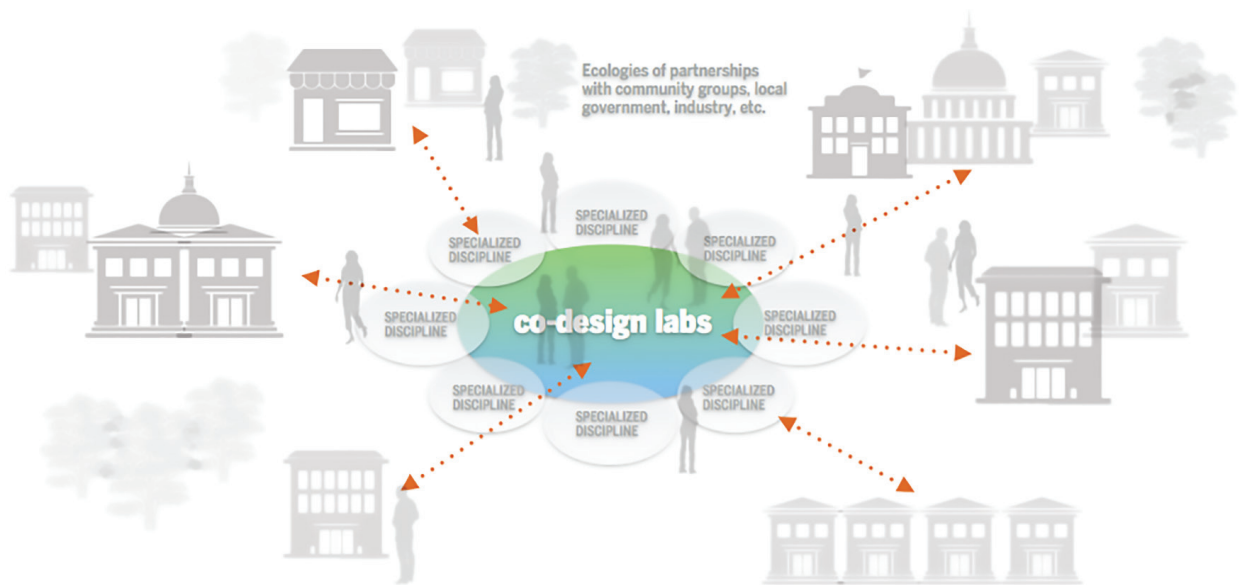 Ecologies of partnerships
with community groups, local
government, industry, etc.
SPECIALIZED
DISCIPLINE
SPECIALIZED
DISCIPLINE
SPECIALIZED
DISCIPLINE
SPECIALIZED
DISCIPLINE
co-design labs
SPECIALIZED
DISCIPLINE
SPECIALIZED
DISCIPLINE
SPECIALIZED
DISCIPLINE
SPECIALIZED
DISCIPLINE